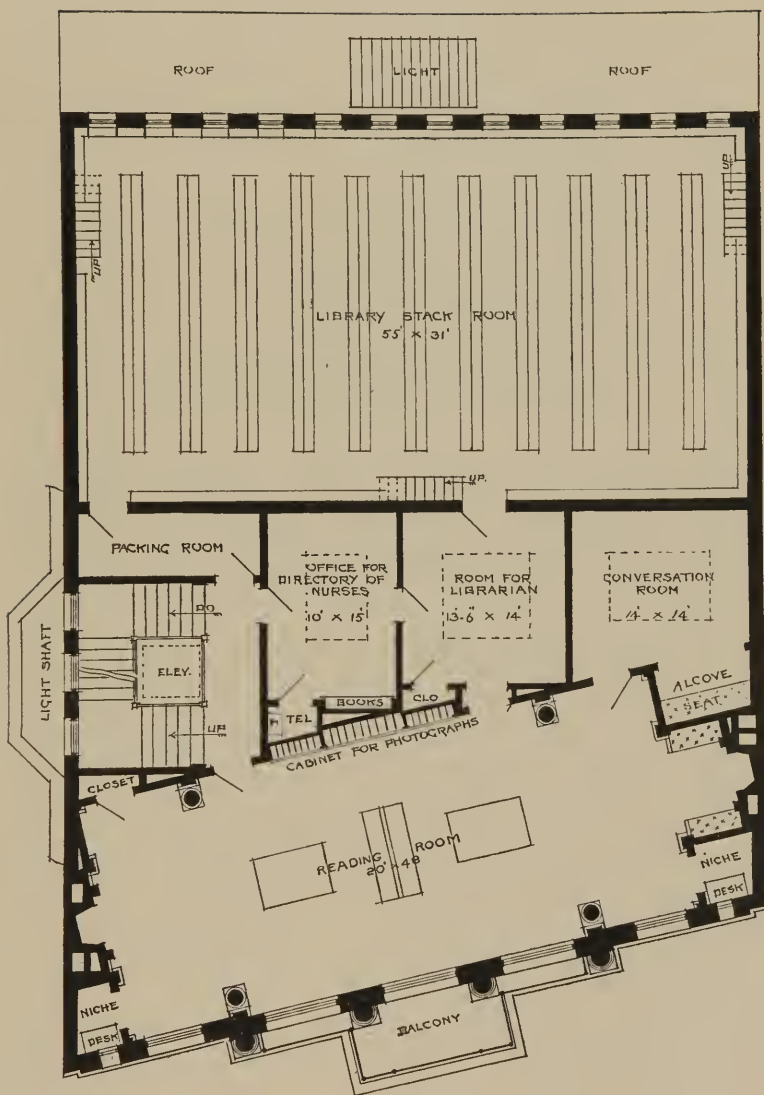 ROOF
LIGHT
ROOF
UP.
UP.
LIBRARY STACK ROOM
55' × 31'
UP.
PACKING ROOM
OFFICE FOR
DIRECTORY OF
NURSES
10' × 15'
ROOM FOR
LIBRARIAN
13'-6" × 14'
CONVERSATION
ROOM
14' × 14'
LIGHT SHAFT
DO.
ELEV.
UP
TEL
BOOKS
CLO
ALCOVE
SEAT
CABINET FOR PHOTOGRAPHS
CLOSET
READING ROOM
20' × 48
NICHE
DESK
NICHE
DESK
BALCONY